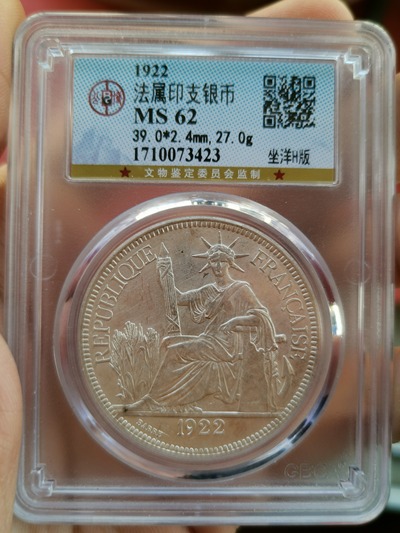 1922
法属印支银币
MS 62
39.0*2.4mm,27.0g
1710073423
坐洋H版
★ 文物鉴定委员会监制 ★
REPUBLIQUE FRANÇAISE
BARRE
1922